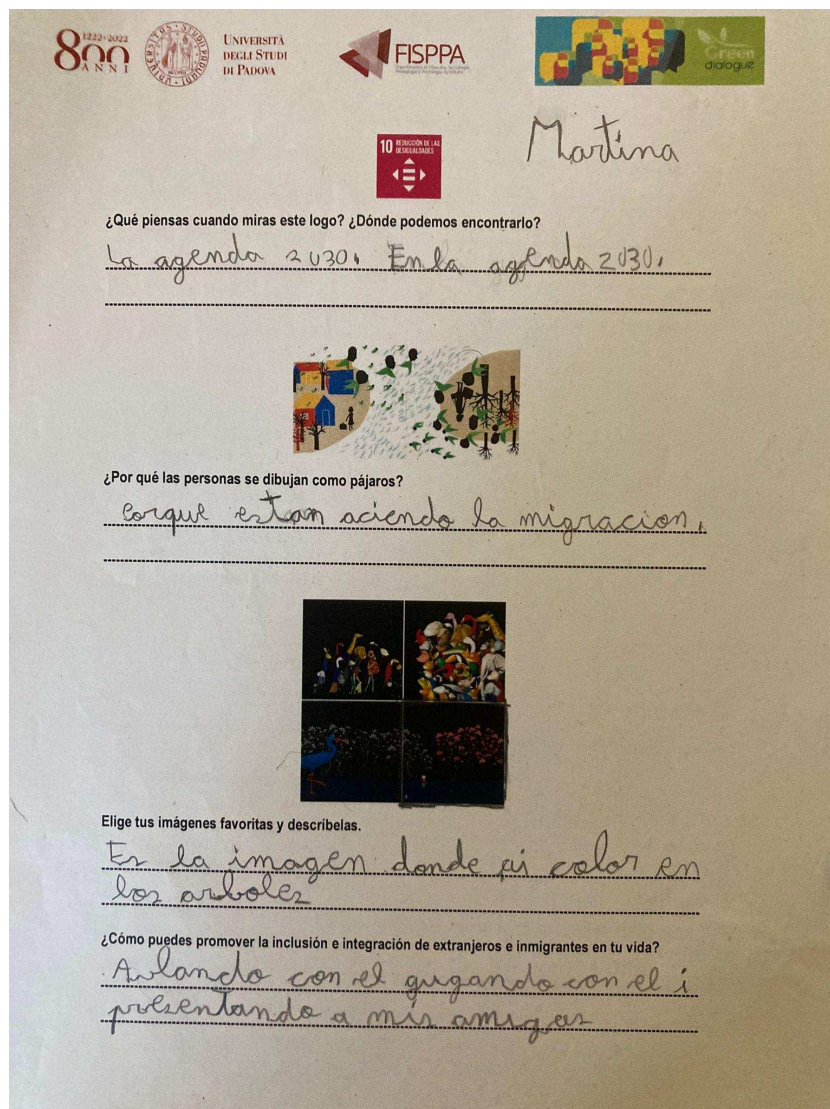 1222•2022
800
ANNI
UNIVERSITÀ
DEGLI STUDI
DI PADOVA
FISPPA
Green
dialogue
Martina
10 REDUCCIÓN DE LAS
DESIGUALDADES
¿Qué piensas cuando miras este logo? ¿Dónde podemos encontrarlo?
La agenda 2030. En la agenda 2030.
¿Por qué las personas se dibujan como pájaros?
Porque estan aciendo la migracion.
Elige tus imágenes favoritas y descríbelas.
Es la imagen donde ai color en
los arboles
¿Cómo puedes promover la inclusión e integración de extranjeros e inmigrantes en tu vida?
Avlando con el gugando con el i
presentando a mis amigas